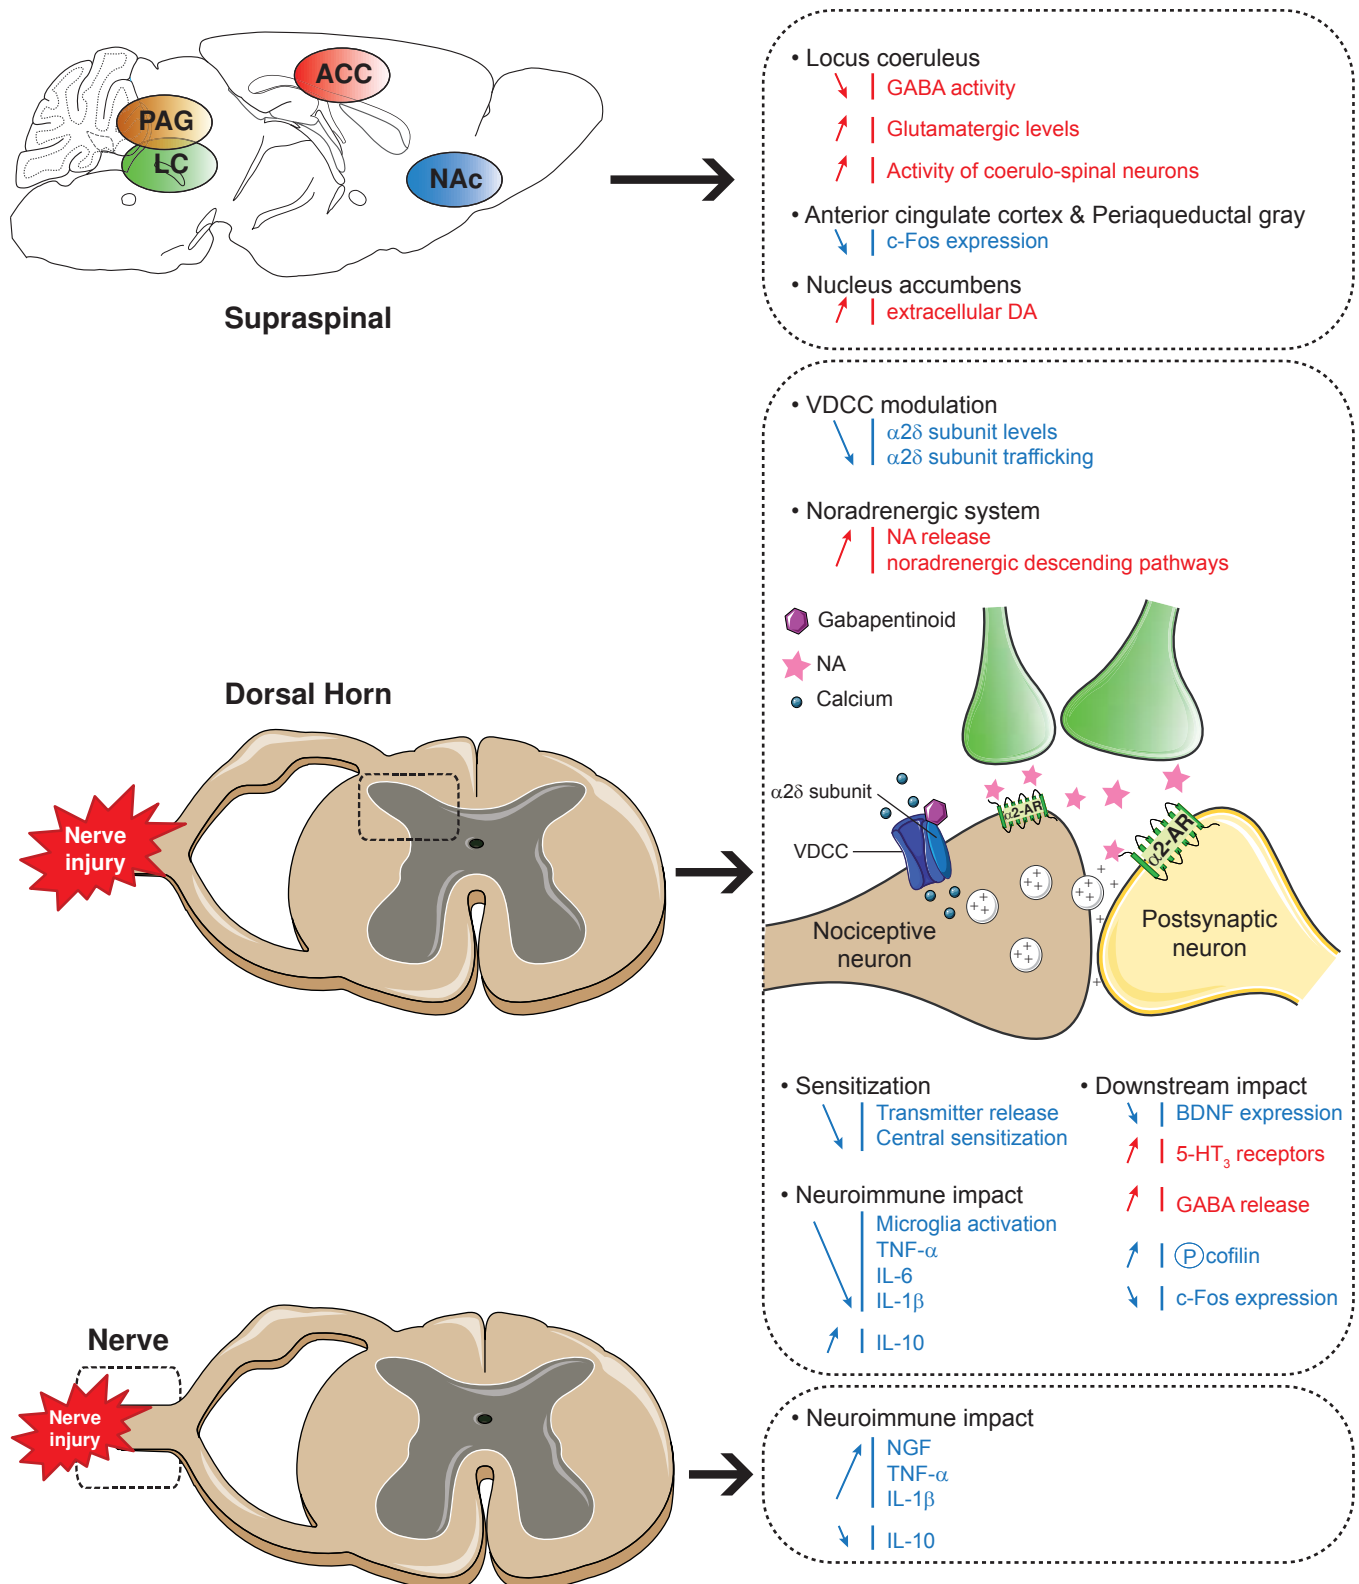 ACC
PAG
LC
NAc
Supraspinal
• Locus coeruleus
GABA activity
Glutamatergic levels
Activity of coerulo-spinal neurons
• Anterior cingulate cortex & Periaqueductal gray
c-Fos expression
• Nucleus accumbens
extracellular DA
• VDCC modulation
α2δ subunit levels
α2δ subunit trafficking
• Noradrenergic system
NA release
noradrenergic descending pathways
Gabapentinoid
NA
Calcium
Dorsal Horn
Nerve
injury
α2δ subunit
VDCC
α2-AR
α2-AR
Nociceptive
neuron
Postsynaptic
neuron
• Sensitization
Transmitter release
Central sensitization
• Neuroimmune impact
Microglia activation
TNF-α
IL-6
IL-1β
IL-10
• Downstream impact
BDNF expression
5-HT₃ receptors
GABA release
P cofilin
c-Fos expression
Nerve
Nerve
injury
• Neuroimmune impact
NGF
TNF-α
IL-1β
IL-10